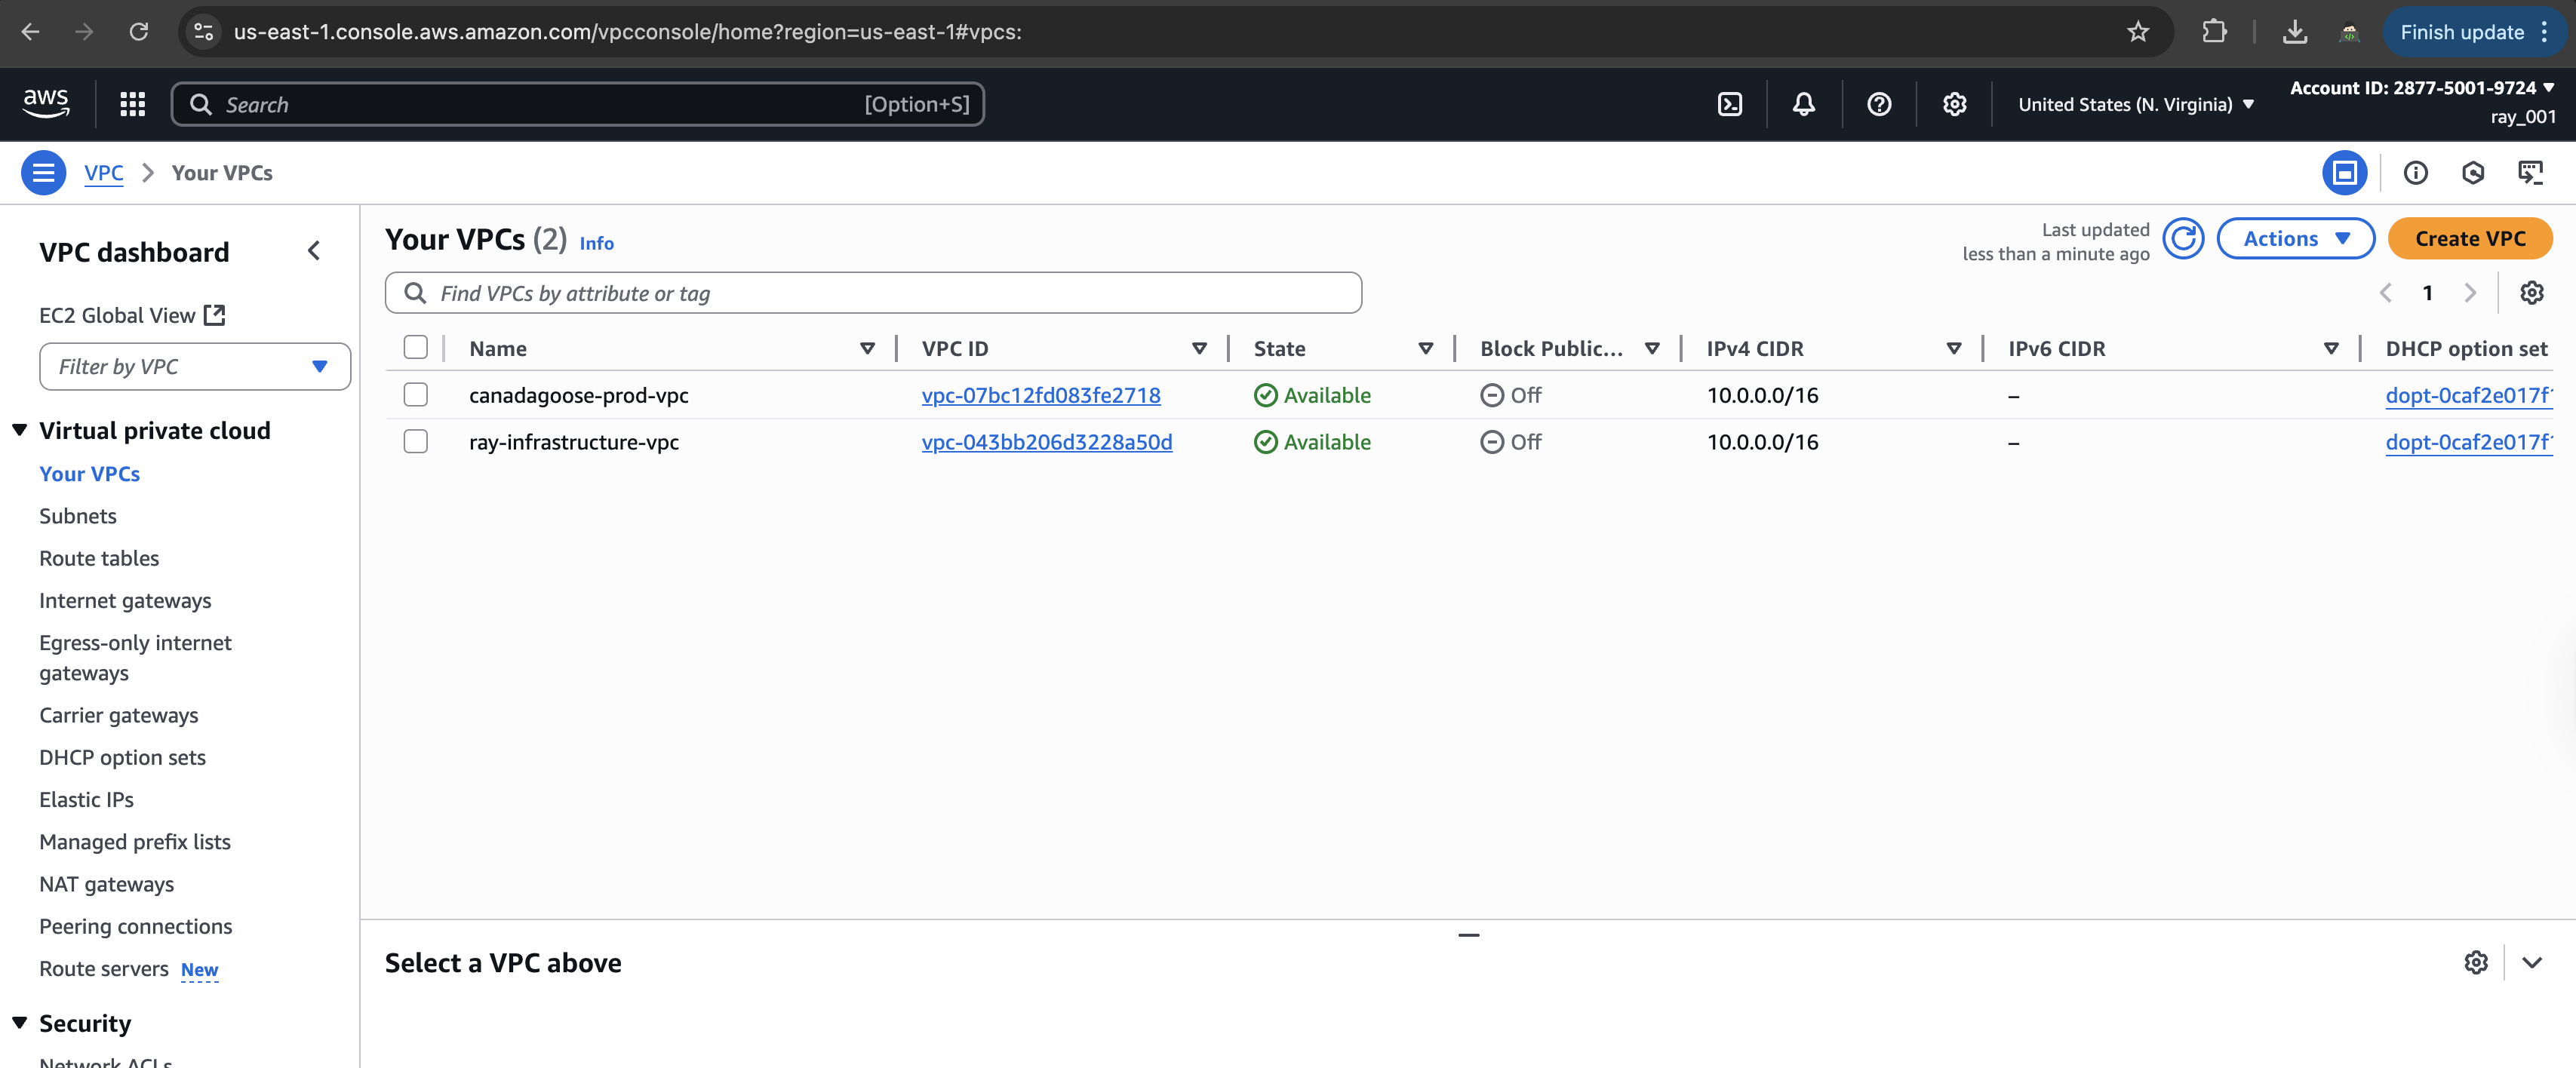 us-east-1.console.aws.amazon.com/vpcconsole/home?region=us-east-1#vpcs:
Finish update
aws
Search
[Option+S]
United States (N. Virginia)
Account ID: 2877-5001-9724
ray_001
VPC
Your VPCs
VPC dashboard
EC2 Global View
Filter by VPC
Virtual private cloud
Your VPCs
Subnets
Route tables
Internet gateways
Egress-only internet
gateways
Carrier gateways
DHCP option sets
Elastic IPs
Managed prefix lists
NAT gateways
Peering connections
Route servers New
Security
Network ACLs
Your VPCs (2) Info
Last updated
less than a minute ago
Actions
Create VPC
Find VPCs by attribute or tag
1
Name VPC ID State Block Public... IPv4 CIDR IPv6 CIDR DHCP option set
canadagoose-prod-vpc vpc-07bc12fd083fe2718 Available Off 10.0.0.0/16 – dopt-0caf2e017f
ray-infrastructure-vpc vpc-043bb206d3228a50d Available Off 10.0.0.0/16 – dopt-0caf2e017f
Select a VPC above